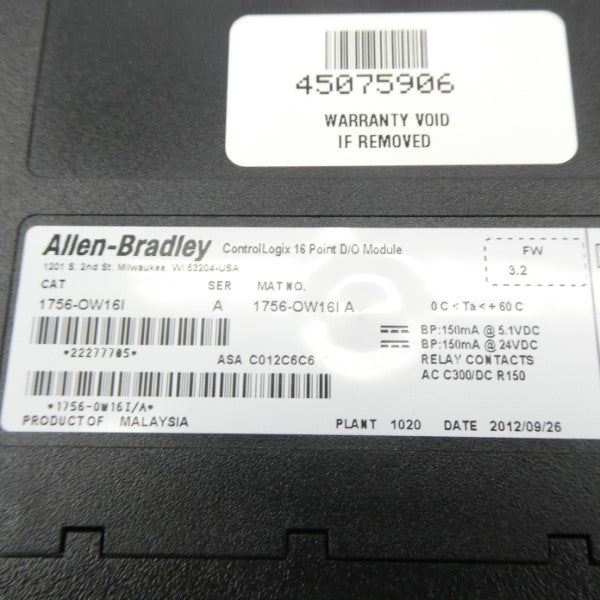 45075906
WARRANTY VOID
IF REMOVED
Allen-Bradley ControlLogix 16 Point D/O Module
1201 S. 2nd St. Milwaukee, WI 53204-USA
FW
3.2
CAT SER MAT NO.
1756-OW16I A 1756-OW16I A 0 C < Ta < + 60 C
BP:150mA @ 5.1VDC
BP:150mA @ 24VDC
*22277705* ASA C012C6C6 RELAY CONTACTS
AC C300/DC R150
*1756-OW16I/A*
PRODUCT OF MALAYSIA PLANT 1020 DATE 2012/09/26